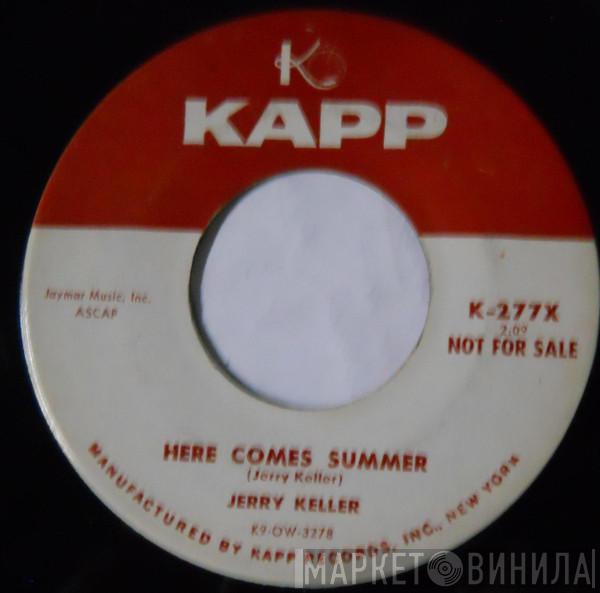 K
KAPP
Jaymar Music, Inc.
ASCAP
K-277X
2:09
NOT FOR SALE
HERE COMES SUMMER
(Jerry Keller)
JERRY KELLER
K9-OW-3278
MANUFACTURED BY KAPP RECORDS, INC., NEW YORK
МАРКЕТ ВИНИЛА